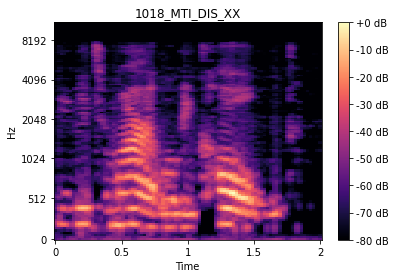 1018_MTI_DIS_XX
Hz
8192
4096
2048
1024
512
0
0
0.5
1
1.5
2
Time
+0 dB
-10 dB
-20 dB
-30 dB
-40 dB
-50 dB
-60 dB
-70 dB
-80 dB